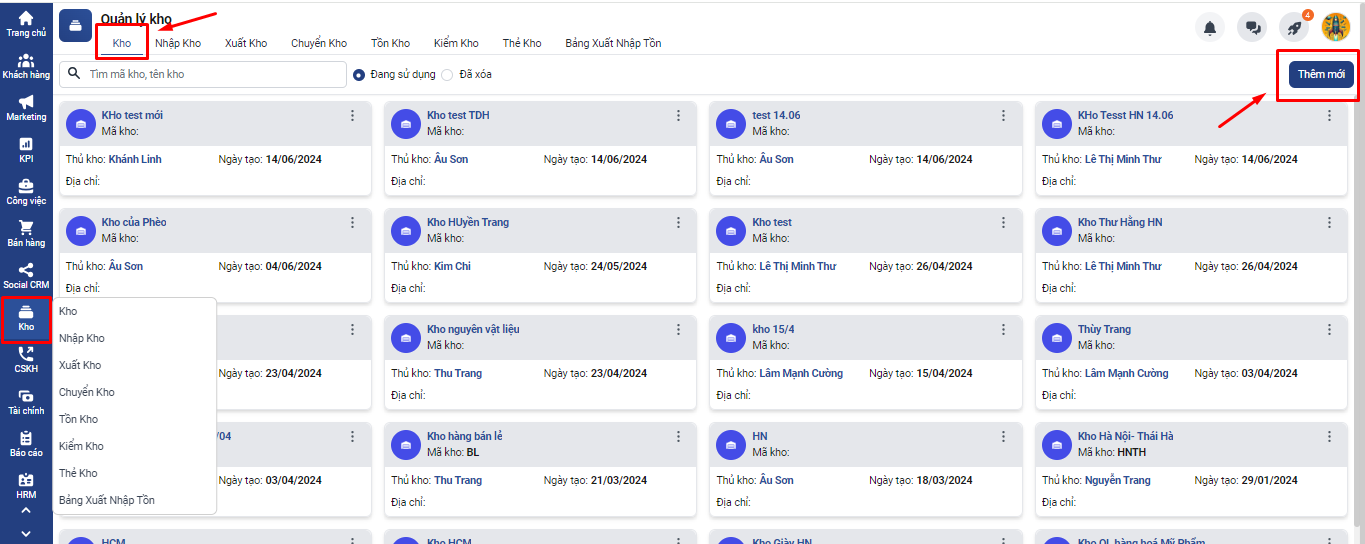 Quản lý kho
Kho
Nhập Kho
Xuất Kho
Chuyển Kho
Tồn Kho
Kiểm Kho
Thẻ Kho
Bảng Xuất Nhập Tồn
4
Tìm mã kho, tên kho
Đang sử dụng
Đã xóa
Thêm mới
Trang chủ
Khách hàng
Marketing
KPI
Công việc
Bán hàng
Social CRM
Kho
CSKH
Tài chính
Báo cáo
HRM
KHo test mới
Mã kho:
Thủ kho: Khánh Linh
Ngày tạo: 14/06/2024
Địa chỉ:
Kho test TDH
Mã kho:
Thủ kho: Âu Sơn
Ngày tạo: 14/06/2024
Địa chỉ:
test 14.06
Mã kho:
Thủ kho: Âu Sơn
Ngày tạo: 14/06/2024
Địa chỉ:
KHo Tesst HN 14.06
Mã kho:
Thủ kho: Lê Thị Minh Thư
Ngày tạo: 14/06/2024
Địa chỉ:
Kho của Phèo
Mã kho:
Thủ kho: Âu Sơn
Ngày tạo: 04/06/2024
Địa chỉ:
Kho HUyền Trang
Mã kho:
Thủ kho: Kim Chi
Ngày tạo: 24/05/2024
Địa chỉ:
Kho test
Mã kho:
Thủ kho: Lê Thị Minh Thư
Ngày tạo: 26/04/2024
Địa chỉ:
Kho Thư Hằng HN
Mã kho:
Thủ kho: Lê Thị Minh Thư
Ngày tạo: 26/04/2024
Địa chỉ:
Kho
Nhập Kho
Xuất Kho
Chuyển Kho
Tồn Kho
Kiểm Kho
Thẻ Kho
Bảng Xuất Nhập Tồn
Ngày tạo: 23/04/2024
Kho nguyên vật liệu
Mã kho:
Thủ kho: Thu Trang
Ngày tạo: 23/04/2024
Địa chỉ:
kho 15/4
Mã kho:
Thủ kho: Lâm Mạnh Cường
Ngày tạo: 15/04/2024
Địa chỉ:
Thùy Trang
Mã kho:
Thủ kho: Lâm Mạnh Cường
Ngày tạo: 03/04/2024
Địa chỉ:
/04
Ngày tạo: 03/04/2024
Kho hàng bán lẻ
Mã kho: BL
Thủ kho: Thu Trang
Ngày tạo: 21/03/2024
Địa chỉ:
HN
Mã kho:
Thủ kho: Âu Sơn
Ngày tạo: 18/03/2024
Địa chỉ:
Kho Hà Nội- Thái Hà
Mã kho: HNTH
Thủ kho: Nguyễn Trang
Ngày tạo: 29/01/2024
Địa chỉ:
HCM
Kho HCM
Kho Giày HN
Kho QL hàng hoá Mỹ Phẩm